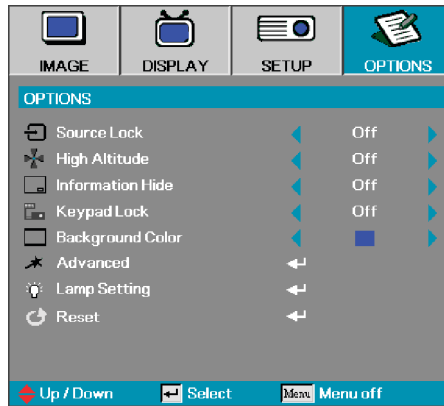 IMAGE DISPLAY SETUP OPTIONS
OPTIONS
Source Lock Off
High Altitude Off
Information Hide Off
Keypad Lock Off
Background Color
Advanced
Lamp Setting
Reset
Up / Down Select Menu Menu off